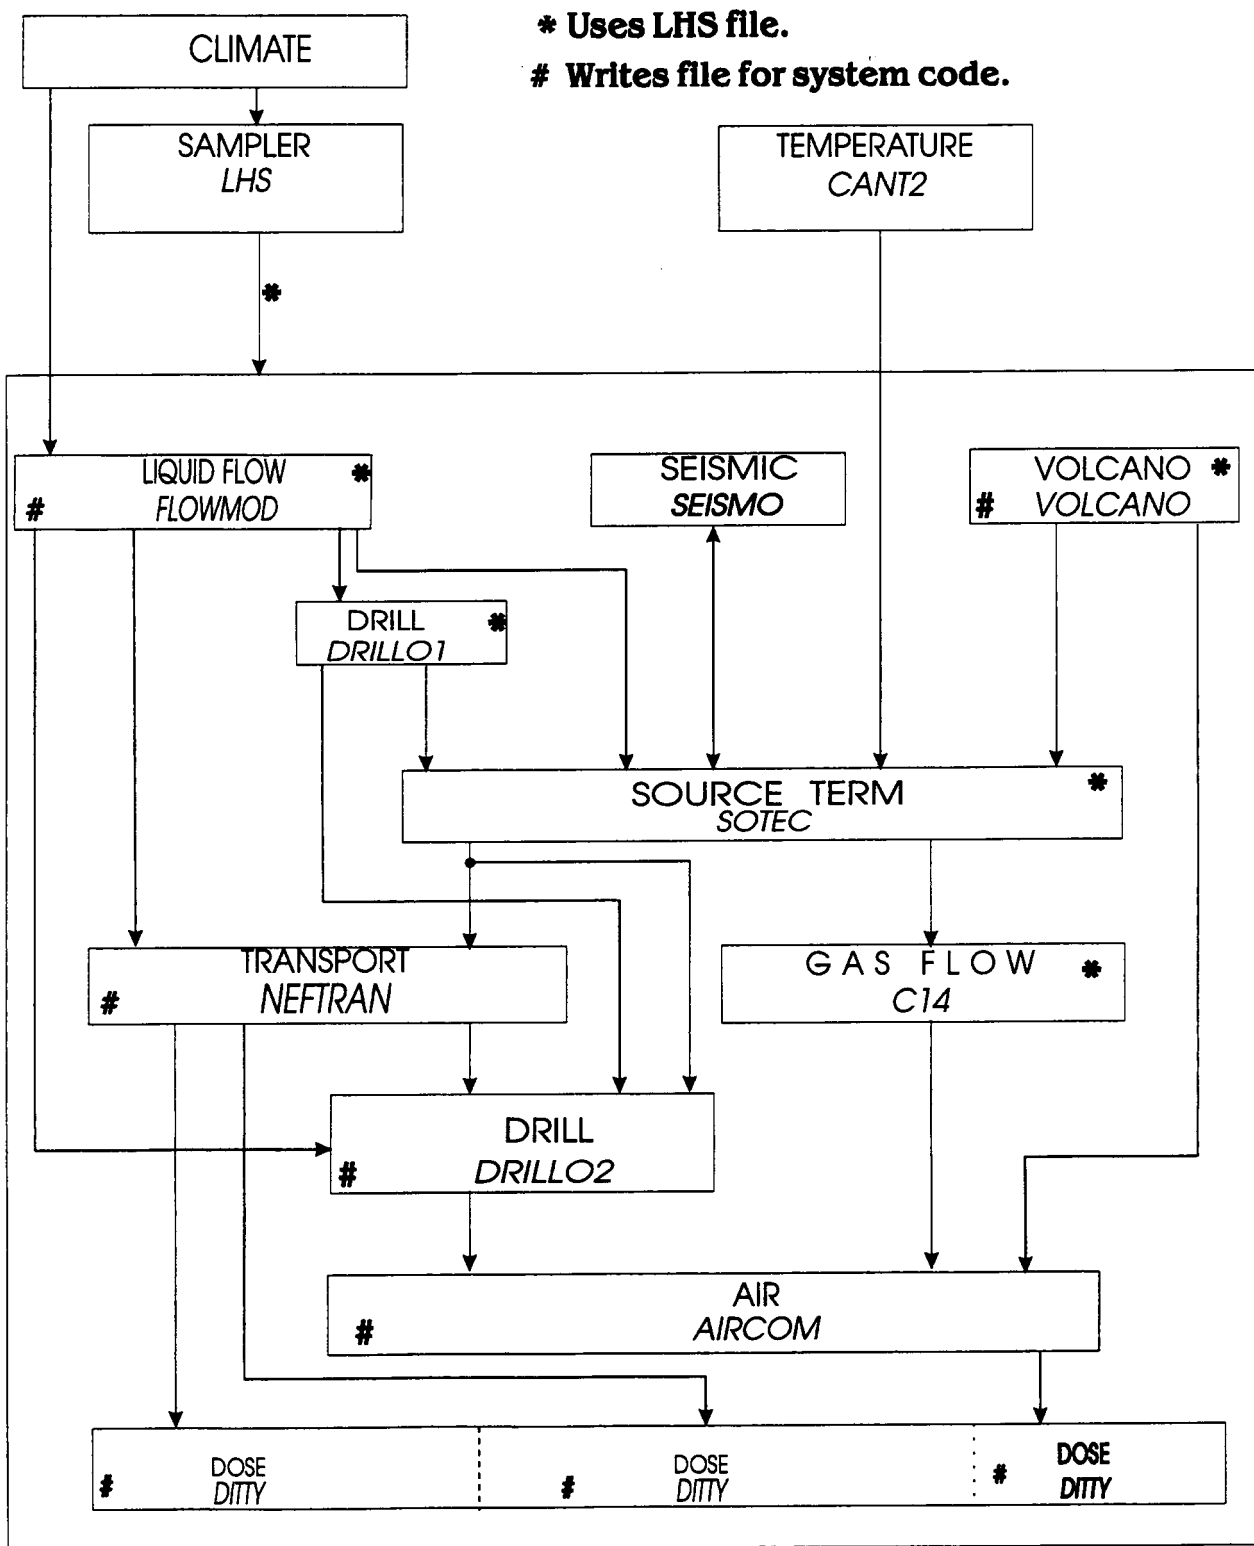 * Uses LHS file.
# Writes file for system code.
CLIMATE
SAMPLER
LHS
TEMPERATURE
CANT2
*
LIQUID FLOW *
# FLOWMOD
SEISMIC
SEISMO
VOLCANO *
# VOLCANO
DRILL *
DRILLO1
SOURCE TERM *
SOTEC
TRANSPORT
# NEFTRAN
GAS FLOW *
C14
DRILL
# DRILLO2
AIR
# AIRCOM
DOSE
# DITTY
DOSE
# DITTY
DOSE
# DITTY